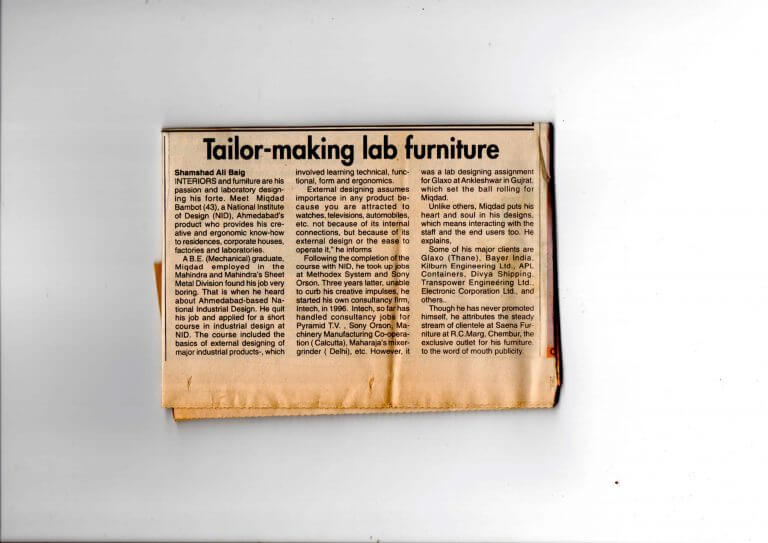 Tailor-making lab furniture
Shamshad Ali Baig
INTERIORS and furniture are his
passion and laboratory design-
ing his forte. Meet Miqdad
Bambot (43), a National Institute
of Design (NID), Ahmedabad's
product who provides his cre-
ative and ergonomic know-how
to residences, corporate houses,
factories and laboratories.
A B.E. (Mechanical) graduate,
Miqdad employed in the
Mahindra and Mahindra's Sheet
Metal Division found his job very
boring. That is when he heard
about Ahmedabad-based Na-
tional Industrial Design. He quit
his job and applied for a short
course in industrial design at
NID. The course included the
basics of external designing of
major industrial products-, which
involved learning technical, func-
tional, form and ergonomics.
External designing assumes
importance in any product be-
cause you are attracted to
watches, televisions, automobiles,
etc. not because of its internal
connections, but because of its
external design or the ease to
operate it," he informs
Following the completion of the
course with NID, he took up jobs
at Methodex System and Sony
Orson. Three years latter, unable
to curb his creative impulses, he
started his own consultancy firm,
Intech, in 1996. Intech, so far has
handled consultancy jobs for
Pyramid T.V. , Sony Orson, Ma-
chinery Manufacturing Co-opera-
tion ( Calcutta), Maharaja's mixer-
grinder ( Delhi), etc. However, it
was a lab designing assignment
for Glaxo at Ankleshwar in Gujrat,
which set the ball rolling for
Miqdad.
Unlike others, Miqdad puts his
heart and soul in his designs,
which means interacting with the
staff and the end users too. He
explains,
Some of his major clients are
Glaxo (Thane), Bayer India,
Kilburn Engineering Ltd., APL
Containers, Divya Shipping,
Transpower Engineering Ltd.,
Electronic Corporation Ltd., and
others..
Though he has never promoted
himself, he attributes the steady
stream of clientele at Saena Fur-
niture at R.C.Marg, Chembur, the
exclusive outlet for his furniture,
to the word of mouth publicity.